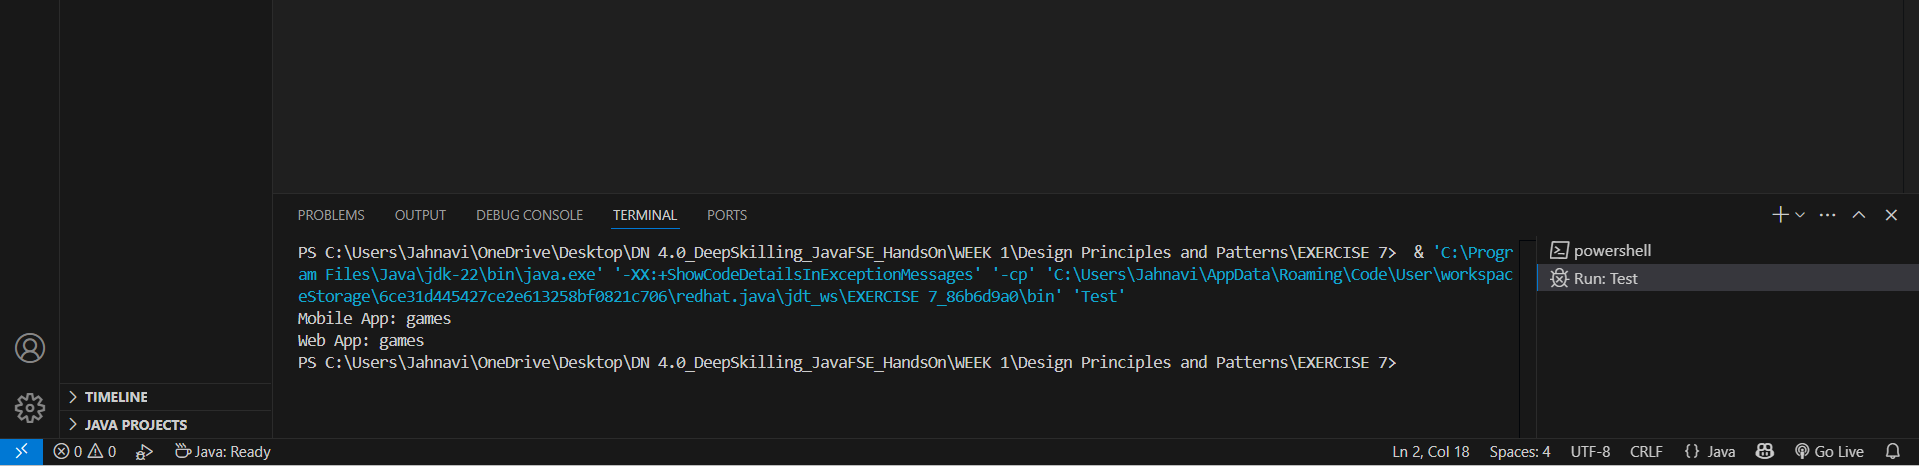 PROBLEMS OUTPUT DEBUG CONSOLE TERMINAL PORTS
PS C:\Users\Jahnavi\OneDrive\Desktop\DN 4.0_DeepSkilling_JavaFSE_HandsOn\WEEK 1\Design Principles and Patterns\EXERCISE 7>  & 'C:\Progr
am Files\Java\jdk-22\bin\java.exe' '-XX:+ShowCodeDetailsInExceptionMessages' '-cp' 'C:\Users\Jahnavi\AppData\Roaming\Code\User\workspac
eStorage\6ce31d445427ce2e613258bf0821c706\redhat.java\jdt_ws\EXERCISE 7_86b6d9a0\bin' 'Test'
Mobile App: games
Web App: games
PS C:\Users\Jahnavi\OneDrive\Desktop\DN 4.0_DeepSkilling_JavaFSE_HandsOn\WEEK 1\Design Principles and Patterns\EXERCISE 7>
powershell
Run: Test
TIMELINE
JAVA PROJECTS
0 0 Java: Ready Ln 2, Col 18 Spaces: 4 UTF-8 CRLF {} Java Go Live